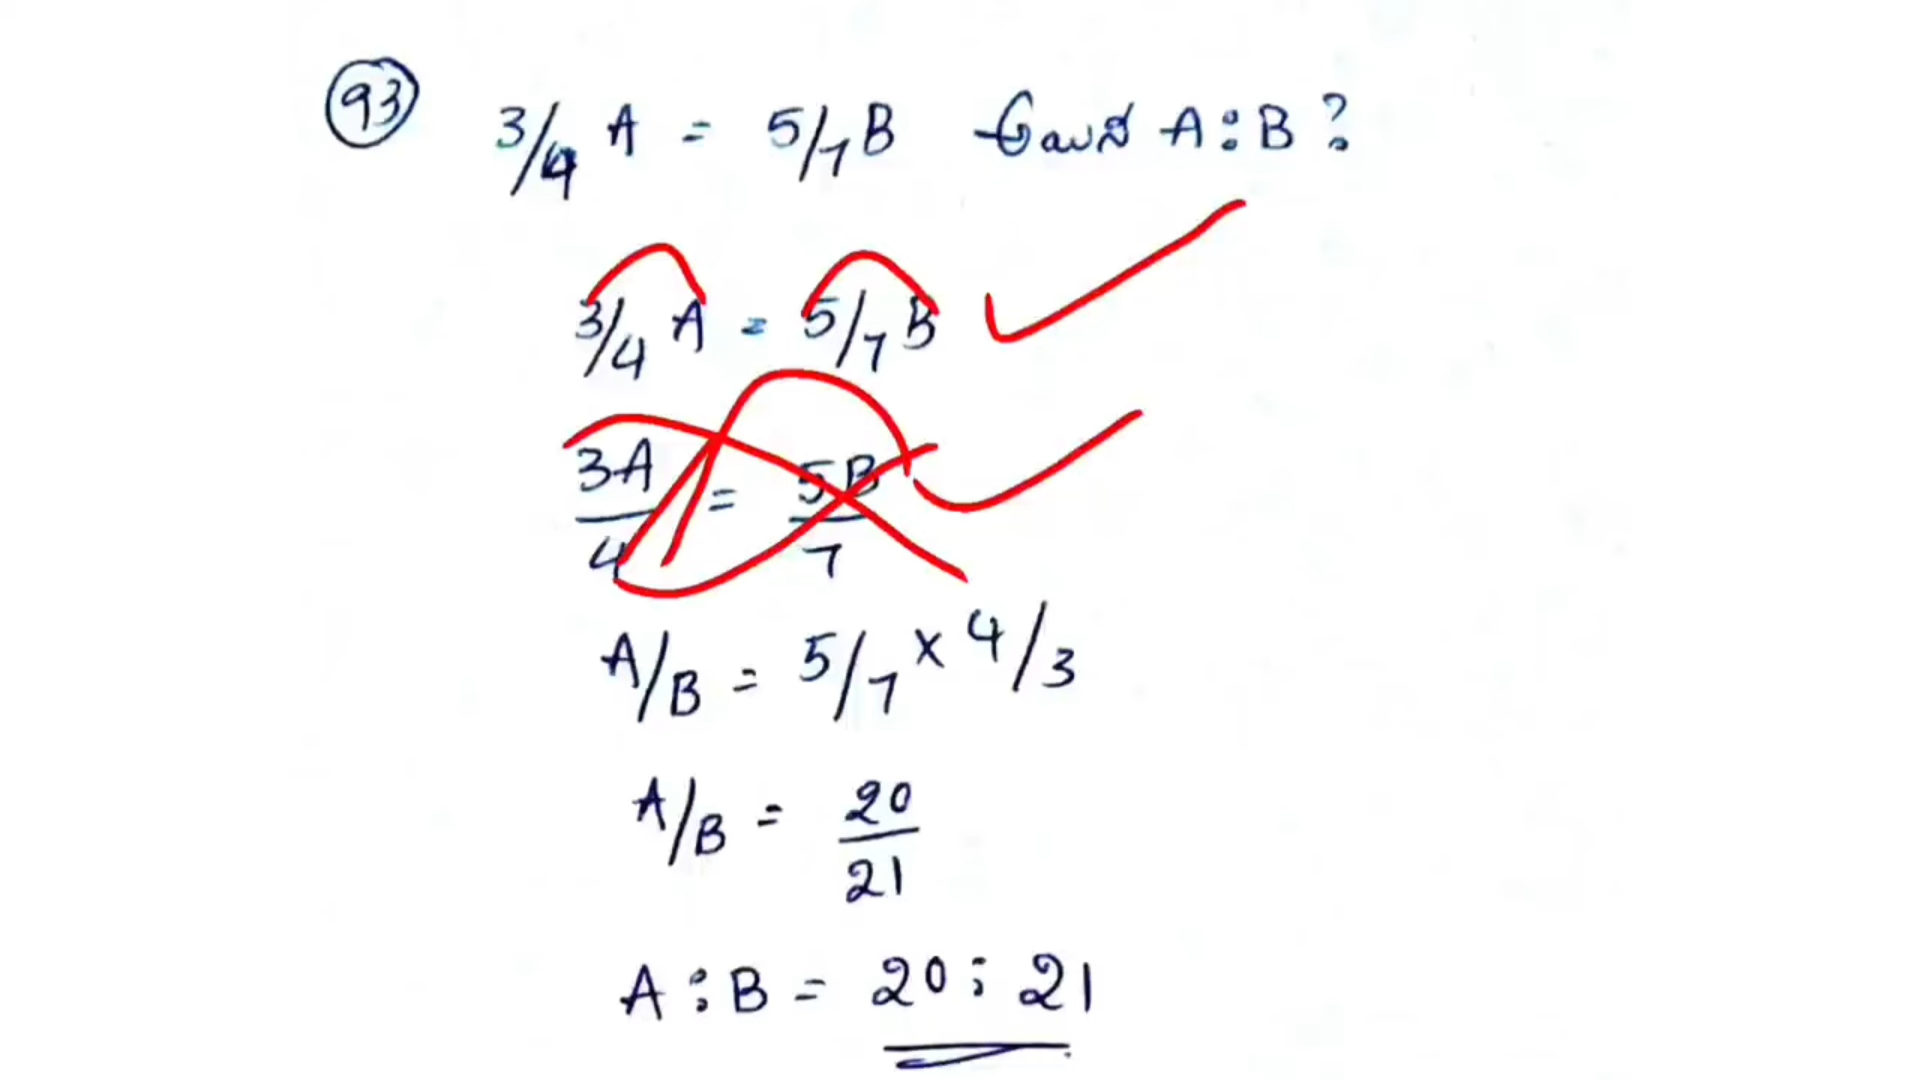 93 3/4 A = 5/7 B A : B ?
3/4 A = 5/7 B
3A/4 = 5B/7
A/B = 5/7 × 4/3
A/B = 20/21
A : B = 20 : 21